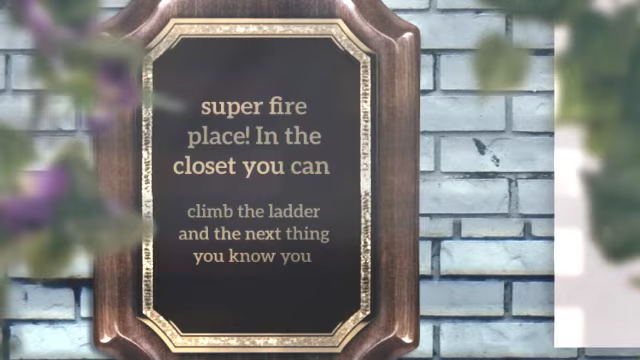 super fire
place! In the
closet you can
climb the ladder
and the next thing
you know you